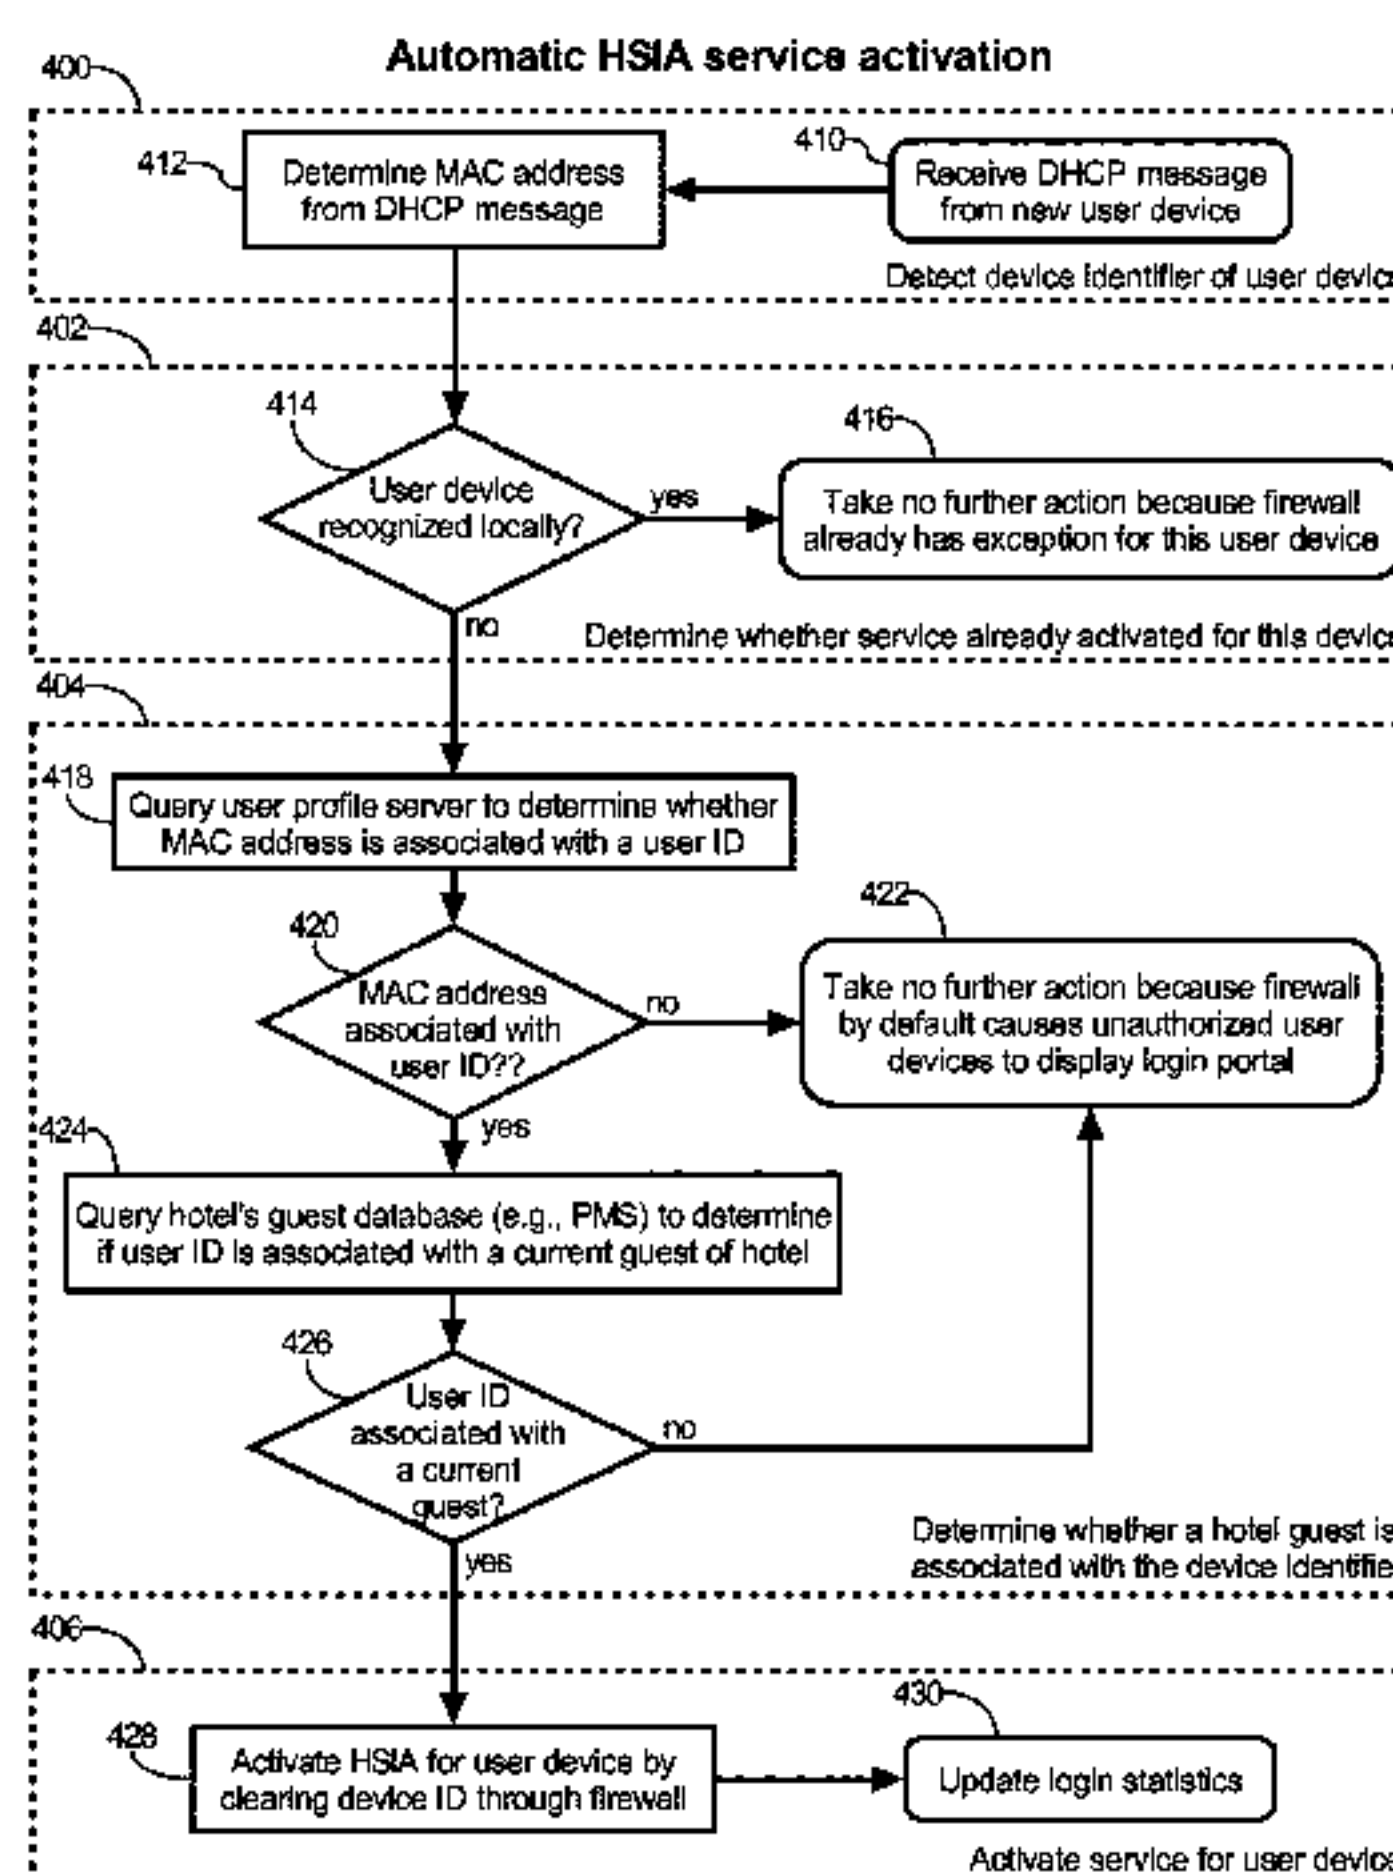 Automatic HSIA service activation
400
412
Determine MAC address
from DHCP message
410
Receive DHCP message
from new user device
Detect device identifier of user device
402
414
User device
recognized locally?
yes
416
Take no further action because firewall
already has exception for this user device
no
Determine whether service already activated for this device
404
418
Query user profile server to determine whether
MAC address is associated with a user ID
420
MAC address
associated with
user ID??
no
422
Take no further action because firewall
by default causes unauthorized user
devices to display login portal
yes
424
Query hotel's guest database (e.g., PMS) to determine
if user ID is associated with a current guest of hotel
426
User ID
associated with
a current
guest?
no
Determine whether a hotel guest is
associated with the device identifie
yes
406
428
Activate HSIA for user device by
clearing device ID through firewall
430
Update login statistics
Activate service for user device